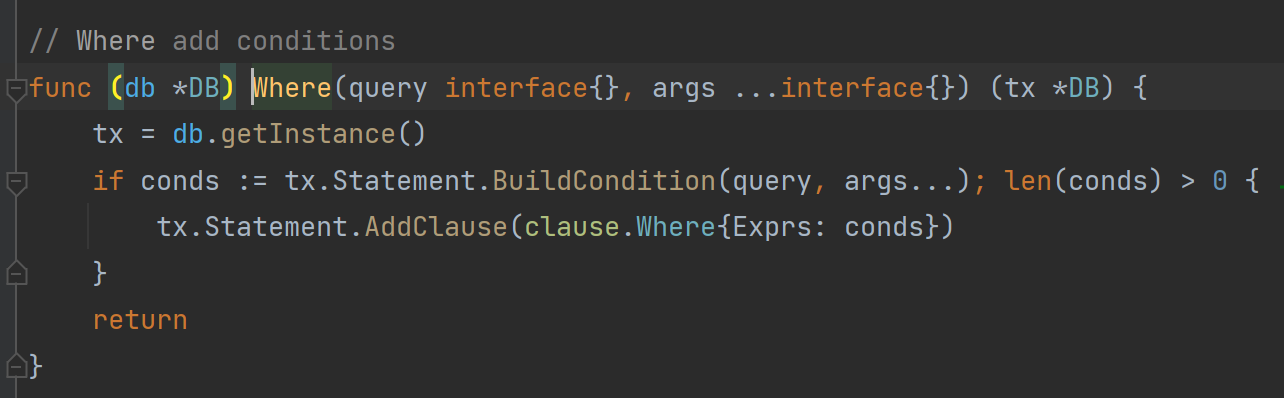 // Where add conditions
func (db *DB) Where(query interface{}, args ...interface{}) (tx *DB) {
    tx = db.getInstance()
    if conds := tx.Statement.BuildCondition(query, args...); len(conds) > 0 {
        tx.Statement.AddClause(clause.Where{Exprs: conds})
    }
    return
}